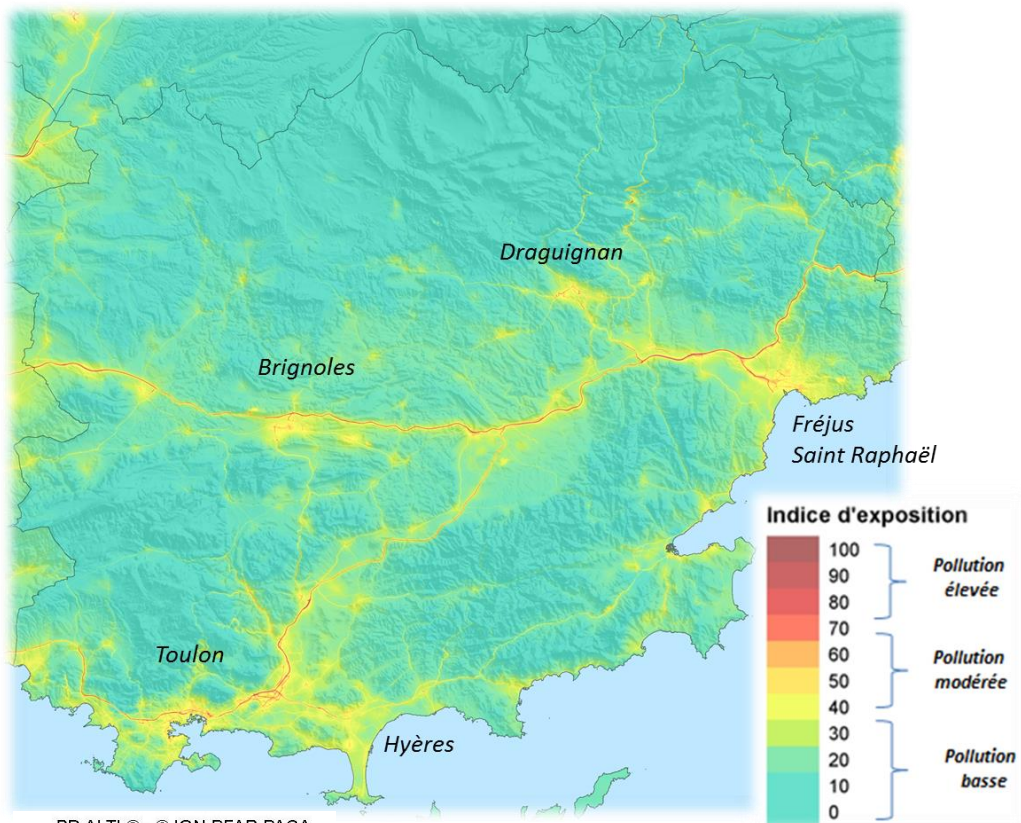 Draguignan
Brignoles
Fréjus
Saint Raphaël
Toulon
Hyères
Indice d'exposition
100
90
80
70
60
50
40
30
20
10
0
Pollution
élevée
Pollution
modérée
Pollution
basse